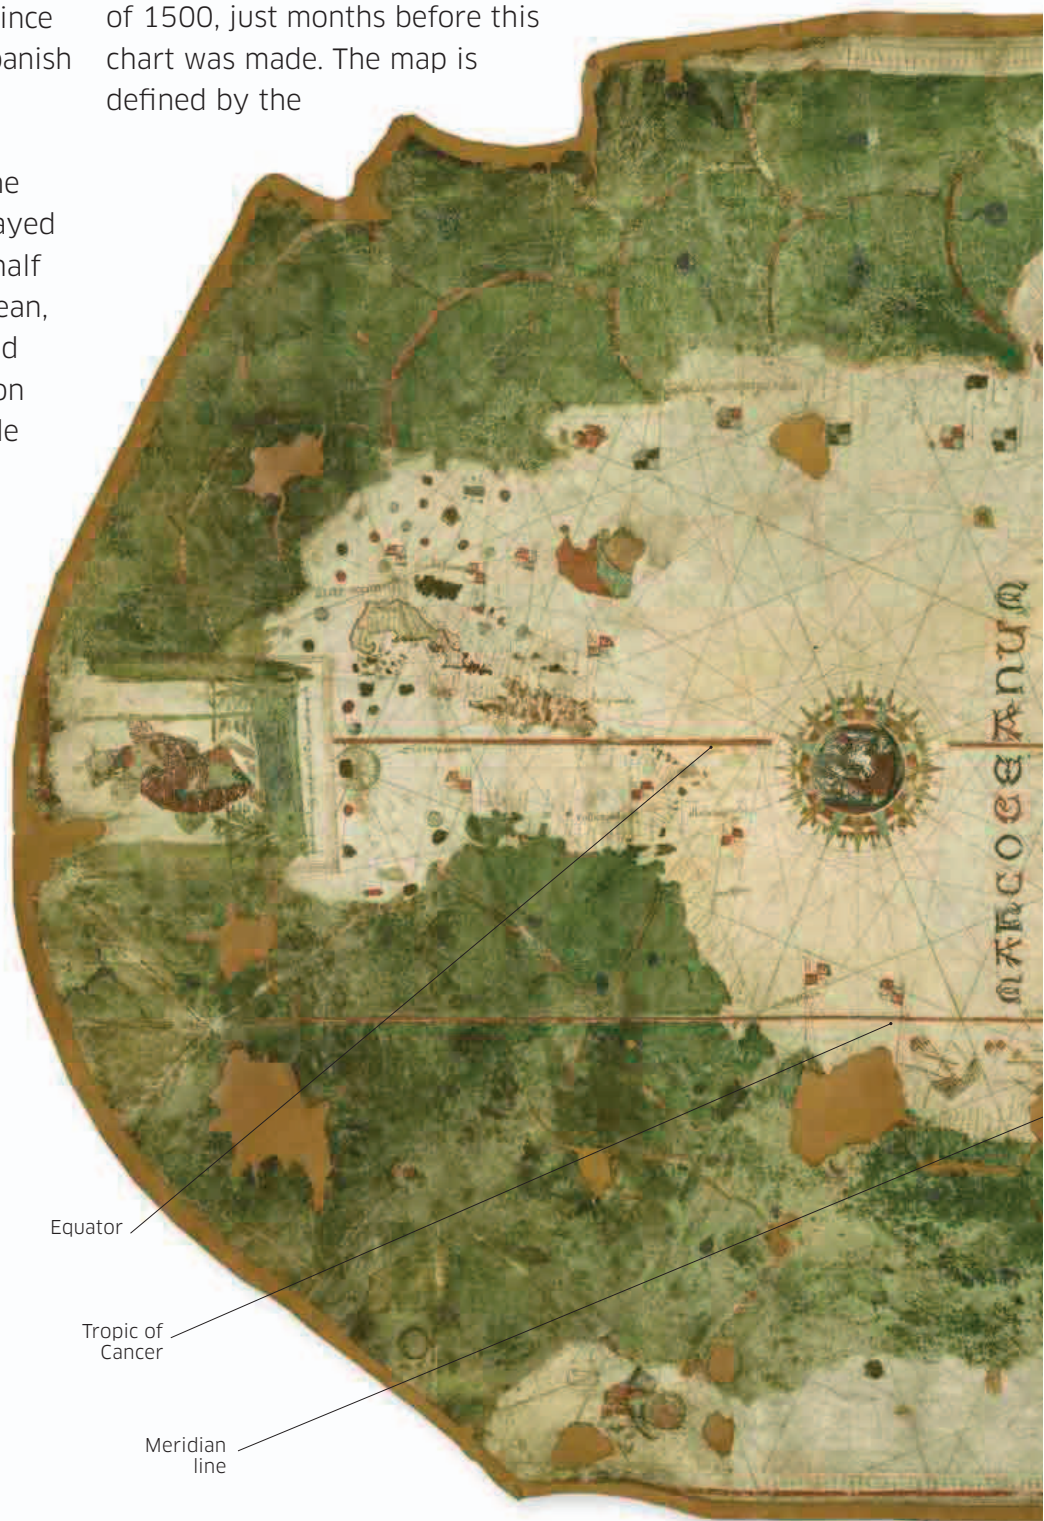 ince
panish
ne
ayed
half
ean,
d
on
le
of 1500, just months before this
chart was made. The map is
defined by the
MARE OCEANUM
Equator
Tropic of
Cancer
Meridian
line